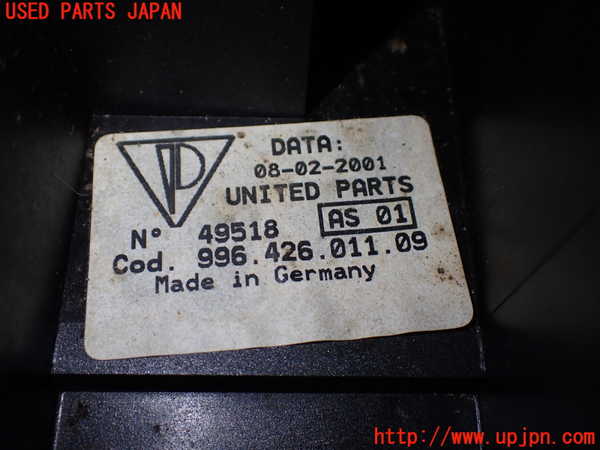 USED PARTS JAPAN
DATA:
08-02-2001
UNITED PARTS
N° 49518 AS 01
Cod. 996.426.011.09
Made in Germany
http://www.upjpn.com/